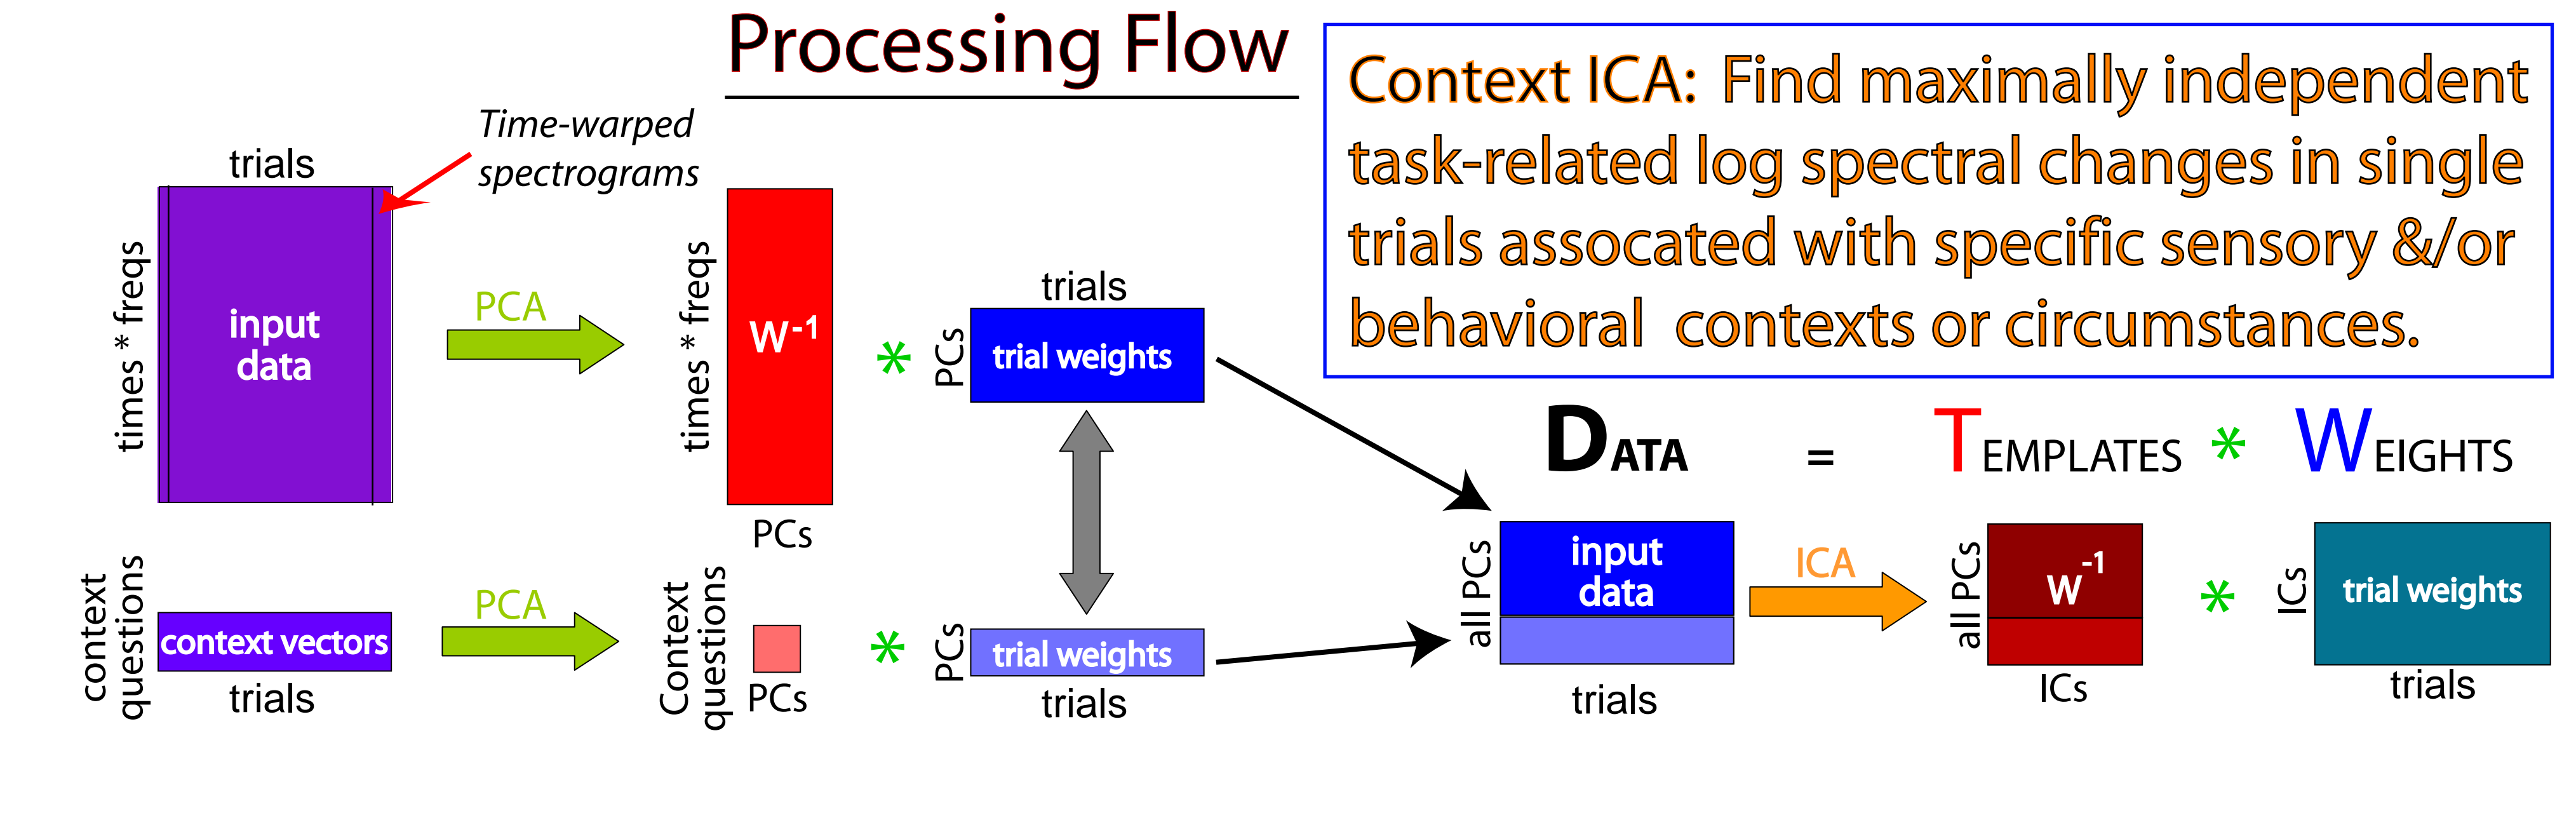 Processing Flow
Context ICA: Find maximally independent
task-related log spectral changes in single
trials assocated with specific sensory &/or
behavioral contexts or circumstances.
Time-warped
spectrograms
trials
times * freqs
input
data
PCA
times * freqs
W-1
PCs
*
trials
PCs
trial weights
context
questions
context vectors
trials
PCA
Context
questions
PCs
*
PCs
trial weights
trials
DATA = TEMPLATES * WEIGHTS
all PCs
input
data
trials
ICA
all PCs
W-1
ICs
*
ICs
trial weights
trials